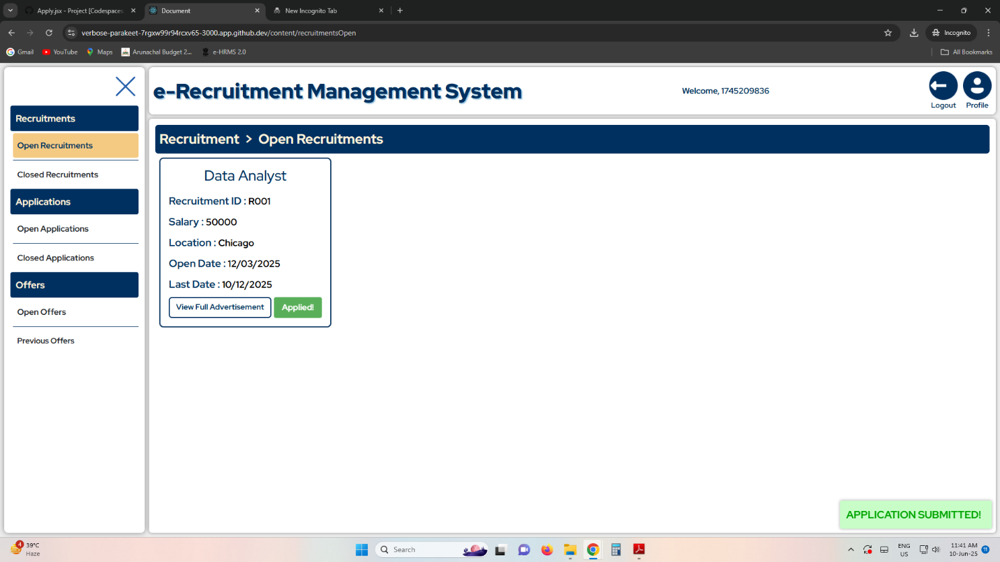 Apply.jsx - Project [Codespaces
Document
New Incognito Tab
verbose-parakeet-7rgxw99r94rcxv65-3000.app.github.dev/content/recruitmentsOpen
Incognito
Gmail
YouTube
Maps
Arunachal Budget 2...
e-HRMS 2.0
All Bookmarks
e-Recruitment Management System
Welcome, 1745209836
Logout
Profile
Recruitments
Open Recruitments
Closed Recruitments
Applications
Open Applications
Closed Applications
Offers
Open Offers
Previous Offers
Recruitment > Open Recruitments
Data Analyst
Recruitment ID : R001
Salary : 50000
Location : Chicago
Open Date : 12/03/2025
Last Date : 10/12/2025
View Full Advertisement
Applied!
APPLICATION SUBMITTED!
4
39°C
Haze
Search
ENG
US
11:41 AM
10-Jun-25
11